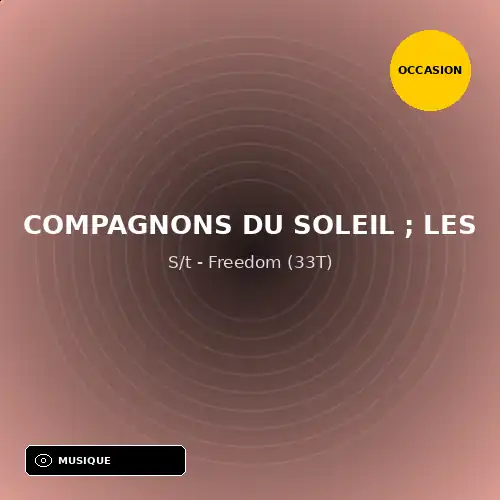 OCCASION
COMPAGNONS DU SOLEIL ; LES
S/t - Freedom (33T)
MUSIQUE